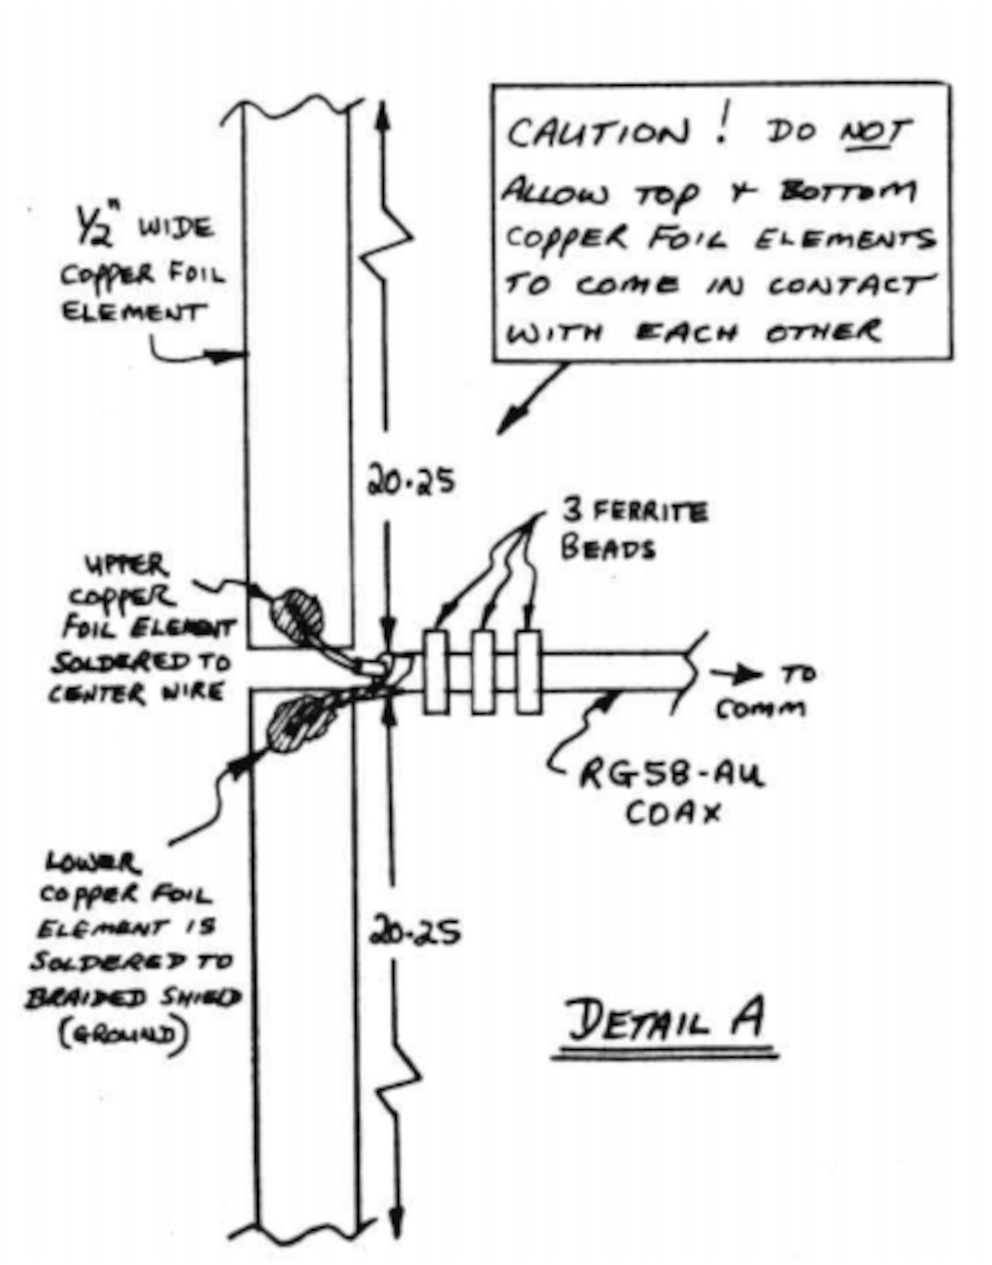 CAUTION! DO NOT
ALLOW TOP & BOTTOM
COPPER FOIL ELEMENTS
TO COME IN CONTACT
WITH EACH OTHER
1/2" WIDE
COPPER FOIL
ELEMENT
20.25
3 FERRITE
BEADS
UPPER
COPPER
FOIL ELEMENT
SOLDERED TO
CENTER WIRE
TO
COMM
RG58-AU
COAX
LOWER
COPPER FOIL
ELEMENT IS
SOLDERED TO
BRAIDED SHIELD
(GROUND)
20.25
DETAIL A